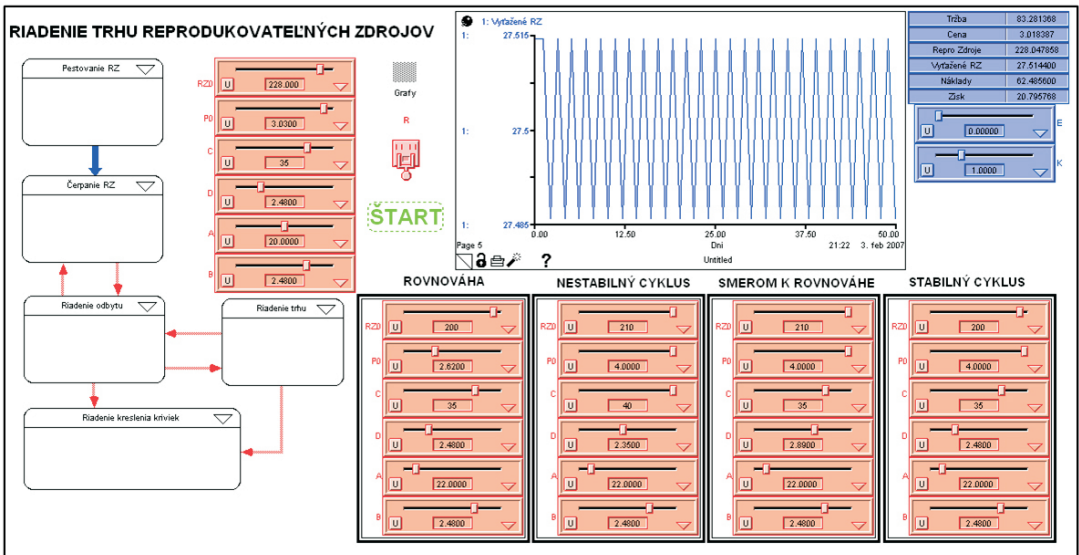 RIADENIE TRHU REPRODUKOVATEĽNÝCH ZDROJOV
Pestovanie RZ
Čerpanie RZ
Riadenie odbytu
Riadenie trhu
Riadenie kreslenia kriviek
RZ0
U
228.000
P0
U
3.0300
C
U
35
D
U
2.4800
A
U
20.0000
B
U
2.4800
Grafy
R
ŠTART
1: Vyťažené RZ
1:
27.515
1:
27.5
1:
27.485
0.00
12.50
25.00
37.50
50.00
Page 5
Dni
21:22 3. feb 2007
Untitled
?
Tržba 83.281368
Cena 3.018387
Repro Zdroje 228.047858
Vyťažené RZ 27.514400
Náklady 62.485600
Zisk 20.795768
E
U
0.00000
K
U
1.0000
ROVNOVÁHA
RZ0
U
200
P0
U
2.6200
C
U
35
D
U
2.4800
A
U
22.0000
B
U
2.4800
NESTABILNÝ CYKLUS
RZ0
U
210
P0
U
4.0000
C
U
40
D
U
2.3500
A
U
22.0000
B
U
2.4800
SMEROM K ROVNOVÁHE
RZ0
U
210
P0
U
4.0000
C
U
35
D
U
2.8900
A
U
22.0000
B
U
2.4800
STABILNÝ CYKLUS
RZ0
U
200
P0
U
4.0000
C
U
35
D
U
2.4800
A
U
22.0000
B
U
2.4800